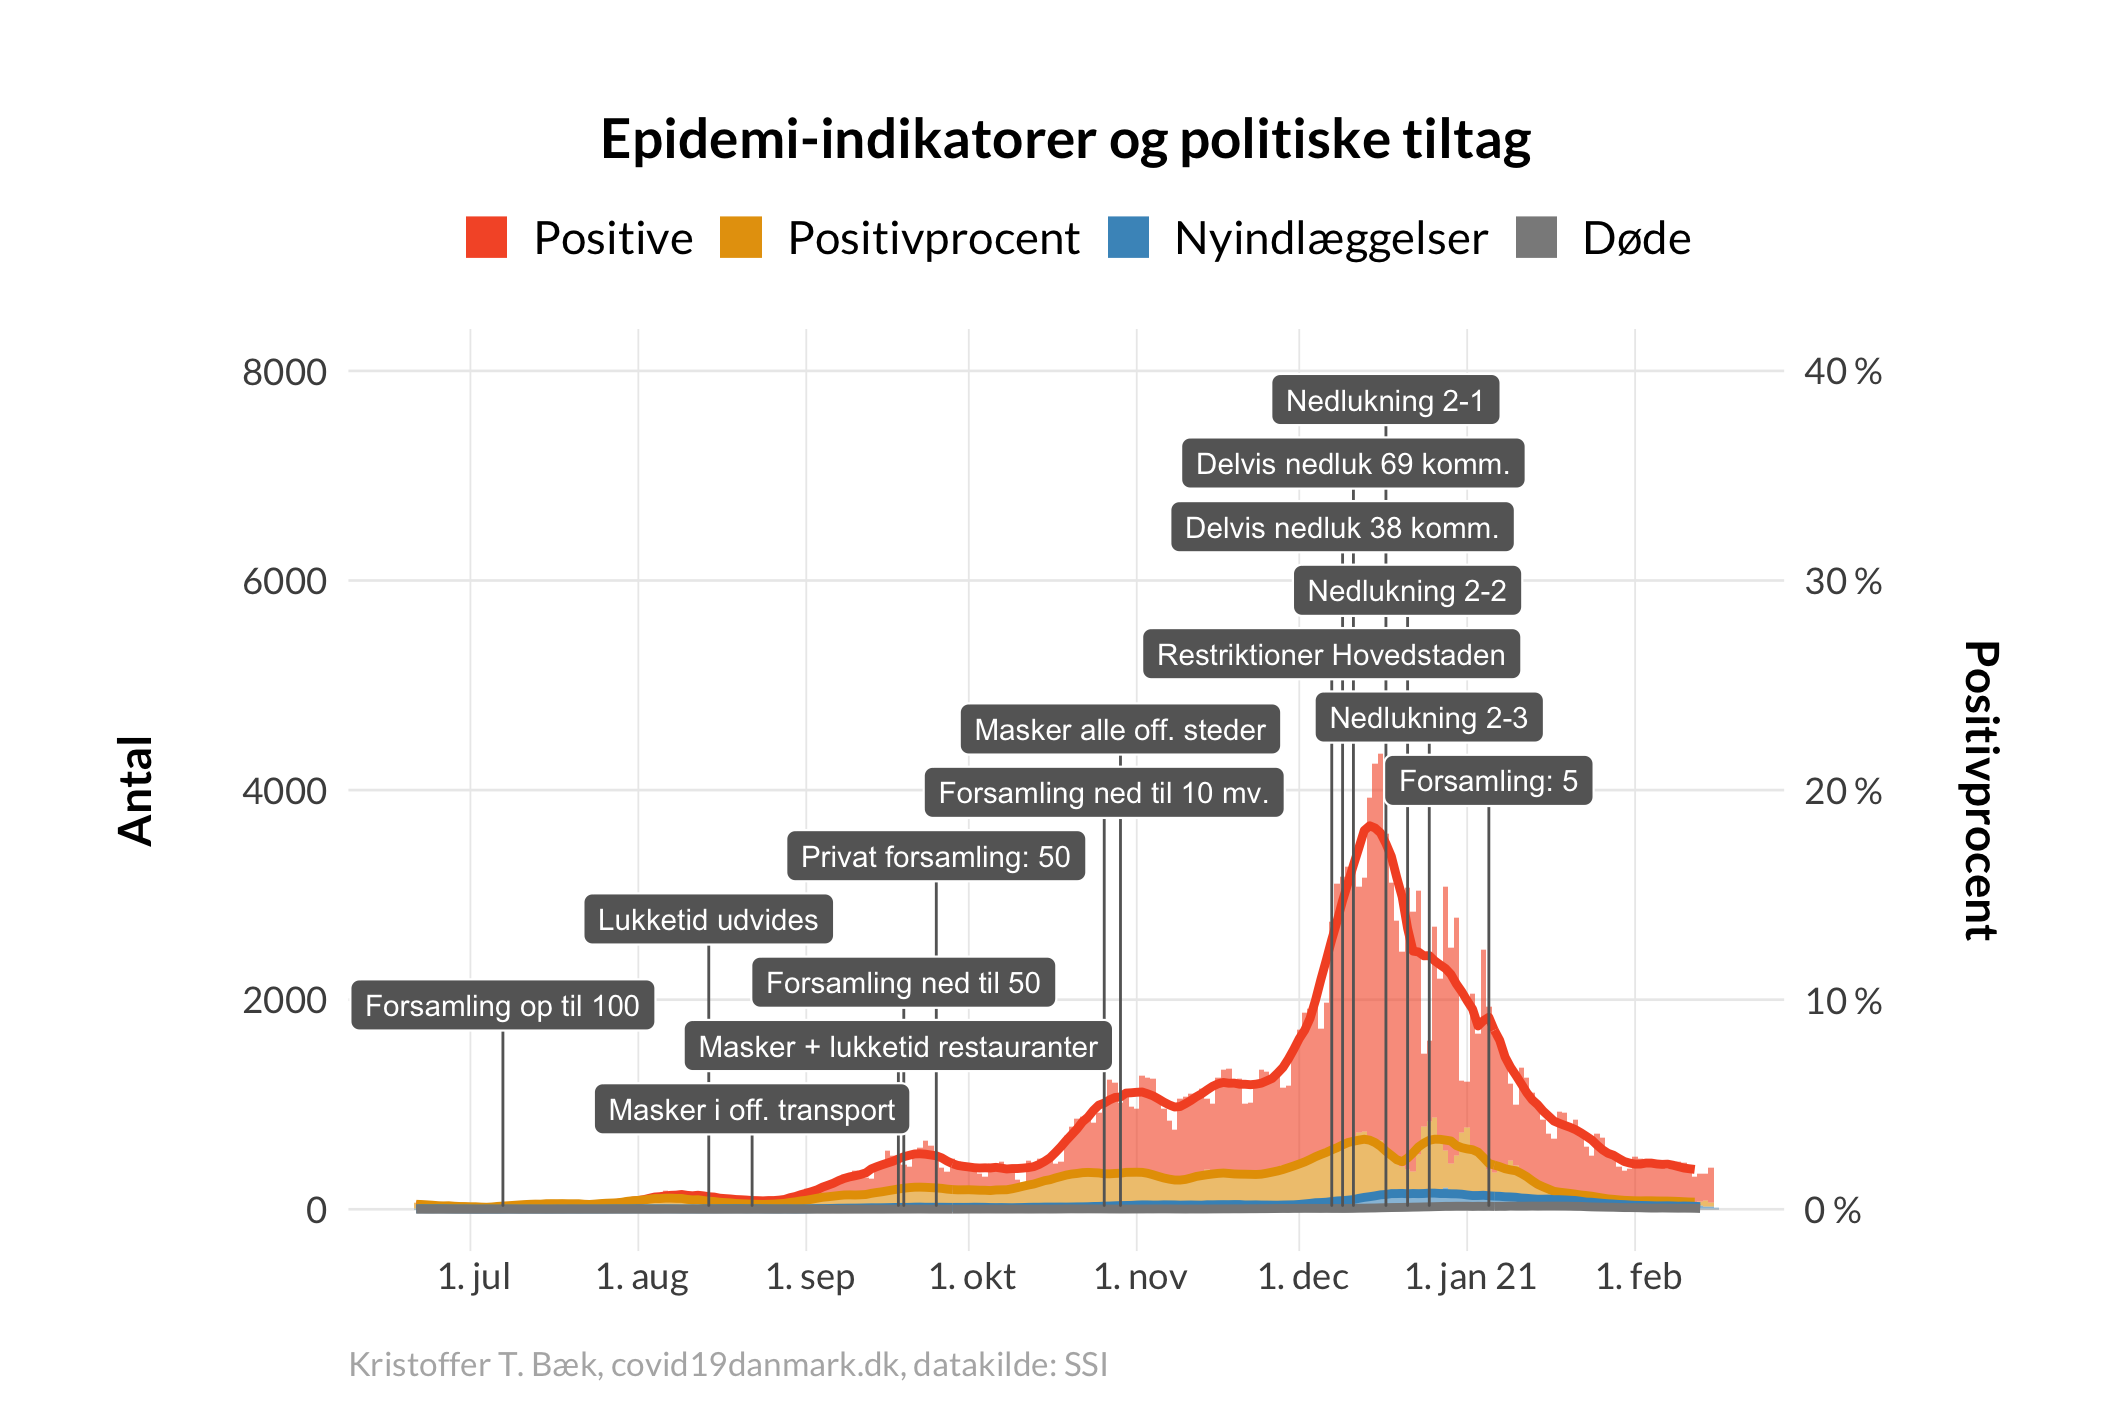 Epidemi-indikatorer og politiske tiltag
Positive
Positivprocent
Nyindlæggelser
Døde
8000
6000
4000
2000
0
Antal
40 %
30 %
20 %
10 %
0 %
Positivprocent
Nedlukning 2-1
Delvis nedluk 69 komm.
Delvis nedluk 38 komm.
Nedlukning 2-2
Restriktioner Hovedstaden
Nedlukning 2-3
Masker alle off. steder
Forsamling: 5
Forsamling ned til 10 mv.
Privat forsamling: 50
Lukketid udvides
Forsamling ned til 50
Forsamling op til 100
Masker + lukketid restauranter
Masker i off. transport
1. jul
1. aug
1. sep
1. okt
1. nov
1. dec
1. jan 21
1. feb
Kristoffer T. Bæk, covid19danmark.dk, datakilde: SSI